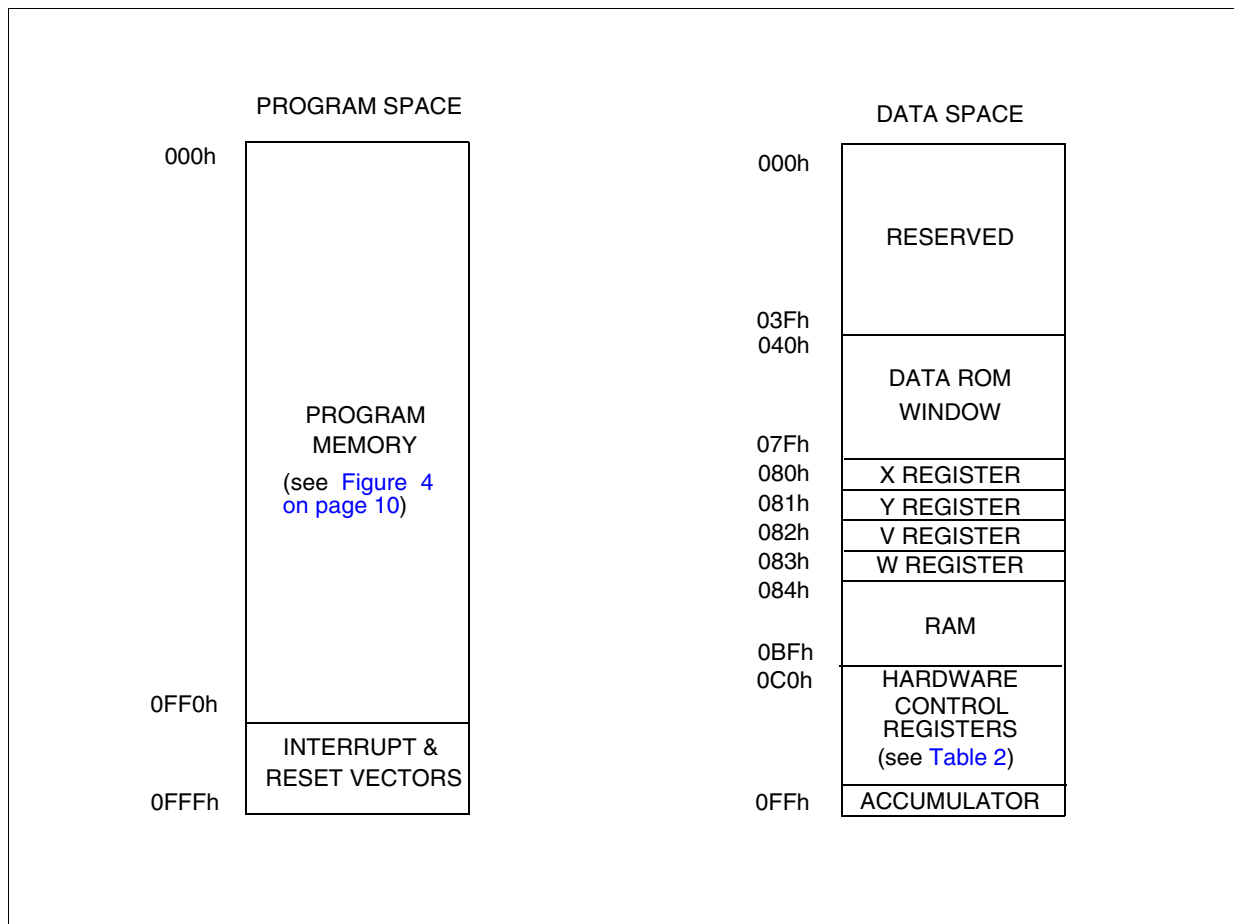 PROGRAM SPACE
000h
PROGRAM
MEMORY
(see Figure 4
on page 10)
0FF0h
INTERRUPT &
RESET VECTORS
0FFFh
DATA SPACE
000h
RESERVED
03Fh
040h
DATA ROM
WINDOW
07Fh
080h
X REGISTER
081h
Y REGISTER
082h
V REGISTER
083h
W REGISTER
084h
RAM
0BFh
0C0h
HARDWARE
CONTROL
REGISTERS
(see Table 2)
0FFh
ACCUMULATOR